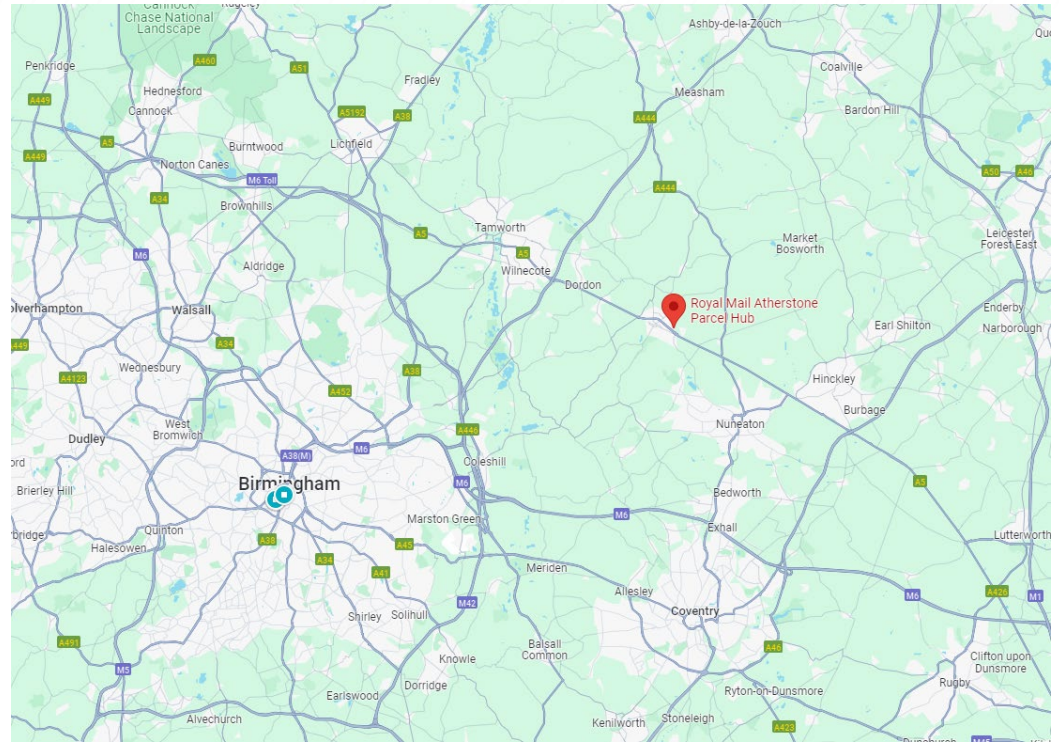 Cannock
Chase National
Landscape
Rugeley
Ashby-de-la-Zouch
Penkridge
A460
A51
Coalville
Fradley
Hednesford
Measham
A449
Cannock
A5192
A38
A444
Bardon Hill
A5
Burntwood
Lichfield
A449
Norton Canes
M6 Toll
A50
A46
A34
A444
Brownhills
Tamworth
A5
Market
Bosworth
Leicester
Forest East
M6
A5
Aldridge
Wilnecote
Dordon
Royal Mail Atherstone
Parcel Hub
Enderby
Walsall
Earl Shilton
Narborough
A449
A34
Wednesbury
A38
A4123
A452
Hinckley
Burbage
West
Bromwich
Nuneaton
Dudley
A446
A38(M)
M6
Coleshill
Birmingham
M6
A5
Brierley Hill
Bedworth
Marston Green
M6
Quinton
Exhall
Lutterworth
A38
A45
Halesowen
A34
Meriden
A41
Allesley
M6
A426
M1
M42
Coventry
Shirley
Solihull
A491
Balsall
Common
A46
Knowle
Clifton upon
Dunsmore
M5
Dorridge
Rugby
Earlswood
Ryton-on-Dunsmore
Alvechurch
Kenilworth
Stoneleigh
A423